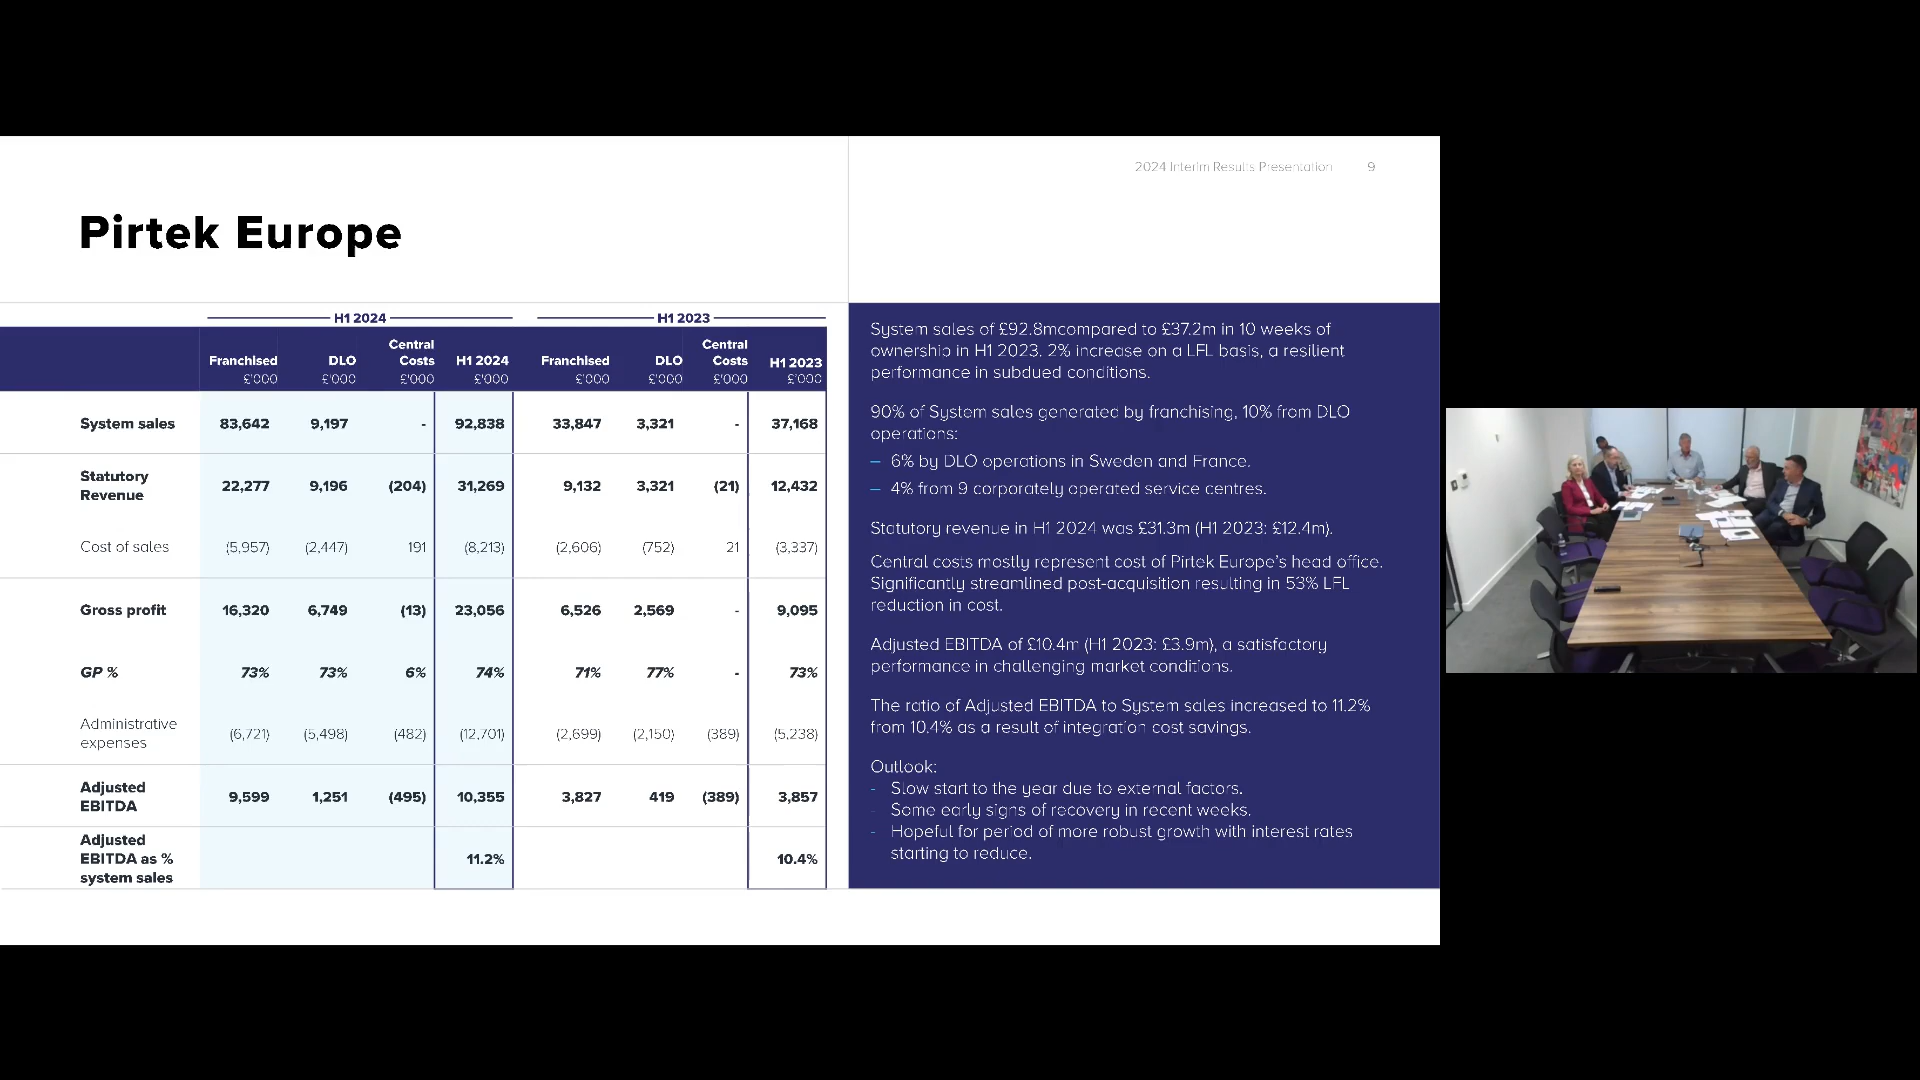 2024 Interim Results Presentation 9
Pirtek Europe
H1 2024 H1 2023
Franchised DLO Central Costs H1 2024 Franchised DLO Central Costs H1 2023
£'000 £'000 £'000 £'000 £'000 £'000 £'000 £'000
System sales 83,642 9,197 - 92,838 33,847 3,321 - 37,168
Statutory Revenue 22,277 9,196 (204) 31,269 9,132 3,321 (21) 12,432
Cost of sales (5,957) (2,447) 191 (8,213) (2,606) (752) 21 (3,337)
Gross profit 16,320 6,749 (13) 23,056 6,526 2,569 - 9,095
GP % 73% 73% 6% 74% 71% 77% - 73%
Administrative expenses (6,721) (5,498) (482) (12,701) (2,699) (2,150) (389) (5,238)
Adjusted EBITDA 9,599 1,251 (495) 10,355 3,827 419 (389) 3,857
Adjusted EBITDA as % system sales 11.2% 10.4%
System sales of £92.8mcompared to £37.2m in 10 weeks of
ownership in H1 2023, 2% increase on a LFL basis, a resilient
performance in subdued conditions.
90% of System sales generated by franchising, 10% from DLO
operations:
– 6% by DLO operations in Sweden and France.
– 4% from 9 corporately operated service centres.
Statutory revenue in H1 2024 was £31.3m (H1 2023: £12.4m).
Central costs mostly represent cost of Pirtek Europe's head office.
Significantly streamlined post-acquisition resulting in 53% LFL
reduction in cost.
Adjusted EBITDA of £10.4m (H1 2023: £3.9m), a satisfactory
performance in challenging market conditions.
The ratio of Adjusted EBITDA to System sales increased to 11.2%
from 10.4% as a result of integration cost savings.
Outlook:
- Slow start to the year due to external factors.
- Some early signs of recovery in recent weeks.
- Hopeful for period of more robust growth with interest rates
starting to reduce.